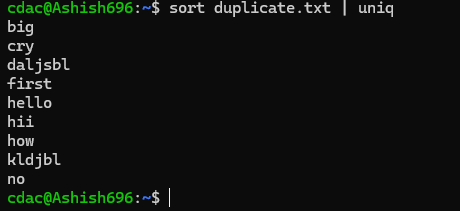 cdac@Ashish696:~$ sort duplicate.txt | uniq
big
cry
daljsbl
first
hello
hii
how
kldjbl
no
cdac@Ashish696:~$